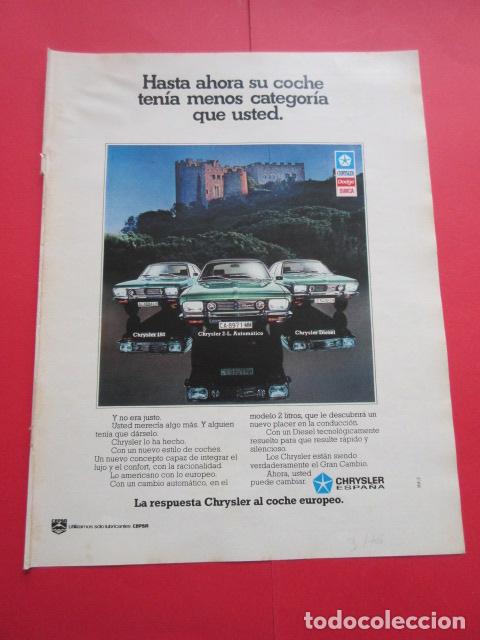 Hasta ahora su coche
tenía menos categoría
que usted.
CHRYSLER
Dodge
SIMCA
CA-8971
Chrysler 180
Chrysler 2-L. Automático
Chrysler Diesel
Y no era justo.
Usted merecía algo más. Y alguien
tenía que dárselo.
Chrysler lo ha hecho.
Con un nuevo estilo de coches.
Un nuevo concepto capaz de integrar el
lujo y el confort, con la racionalidad.
Lo americano con lo europeo.
Con un cambio automático, en el
modelo 2 litros, que le descubrirá un
nuevo placer en la conducción.
Con un Diesel tecnológicamente
resuelto para que resulte rápido y
silencioso.
Los Chrysler están siendo
verdaderamente el Gran Cambio.
Ahora, usted
puede cambiar.
CHRYSLER
ESPAÑA
La respuesta Chrysler al coche europeo.
Utilizamos sólo lubricantes CEPSA
todocoleccion.net